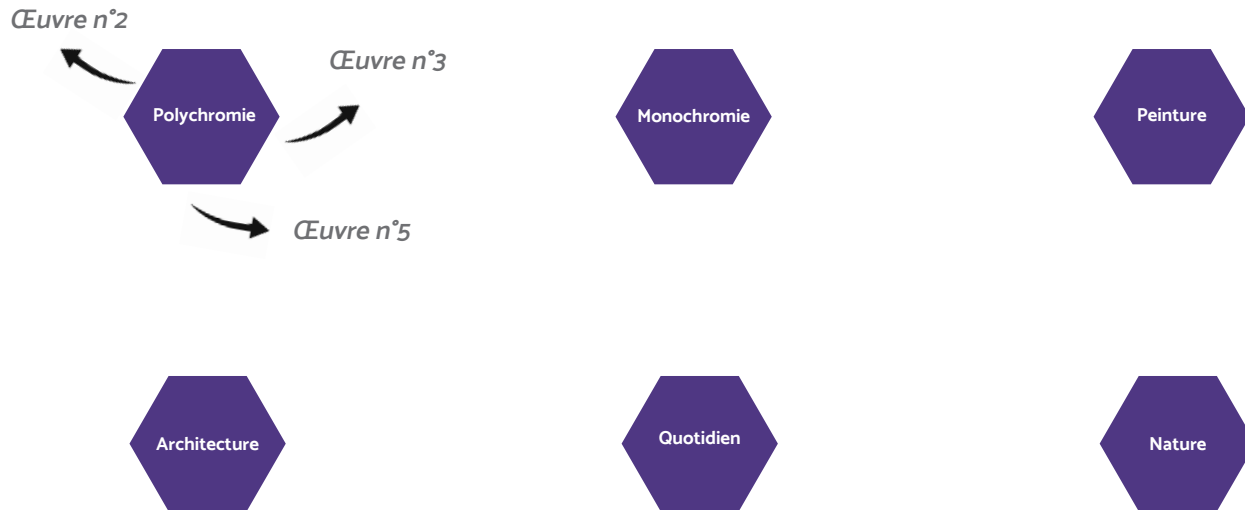 Œuvre n°2
Œuvre n°3
Polychromie
Monochromie
Peinture
Œuvre n°5
Architecture
Quotidien
Nature